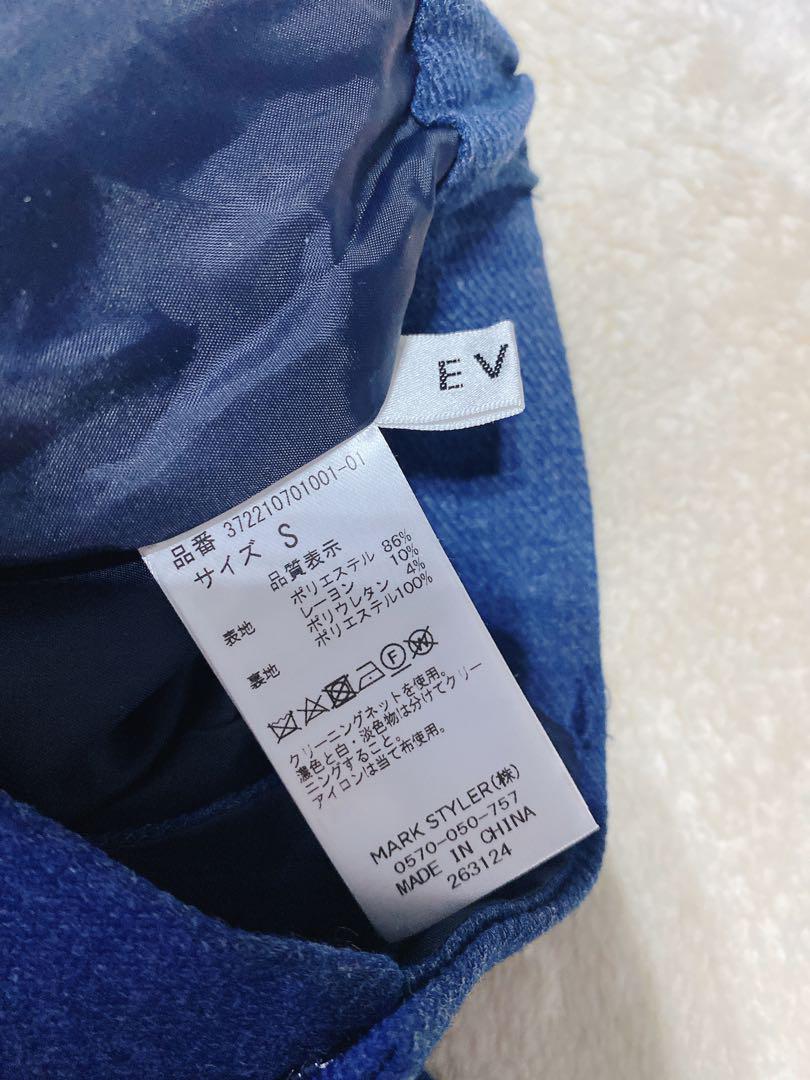 EV
品番 372210701001-01
サイズ S
品質表示
表地 ポリエステル 86%
レーヨン 10%
ポリウレタン 4%
裏地 ポリエステル100%
F W
クリーニングネットを使用。
濃色と白・淡色物は分けてクリー
ニングすること。
アイロンは当て布使用。
MARK STYLER(株)
0570-050-757
MADE IN CHINA
263124